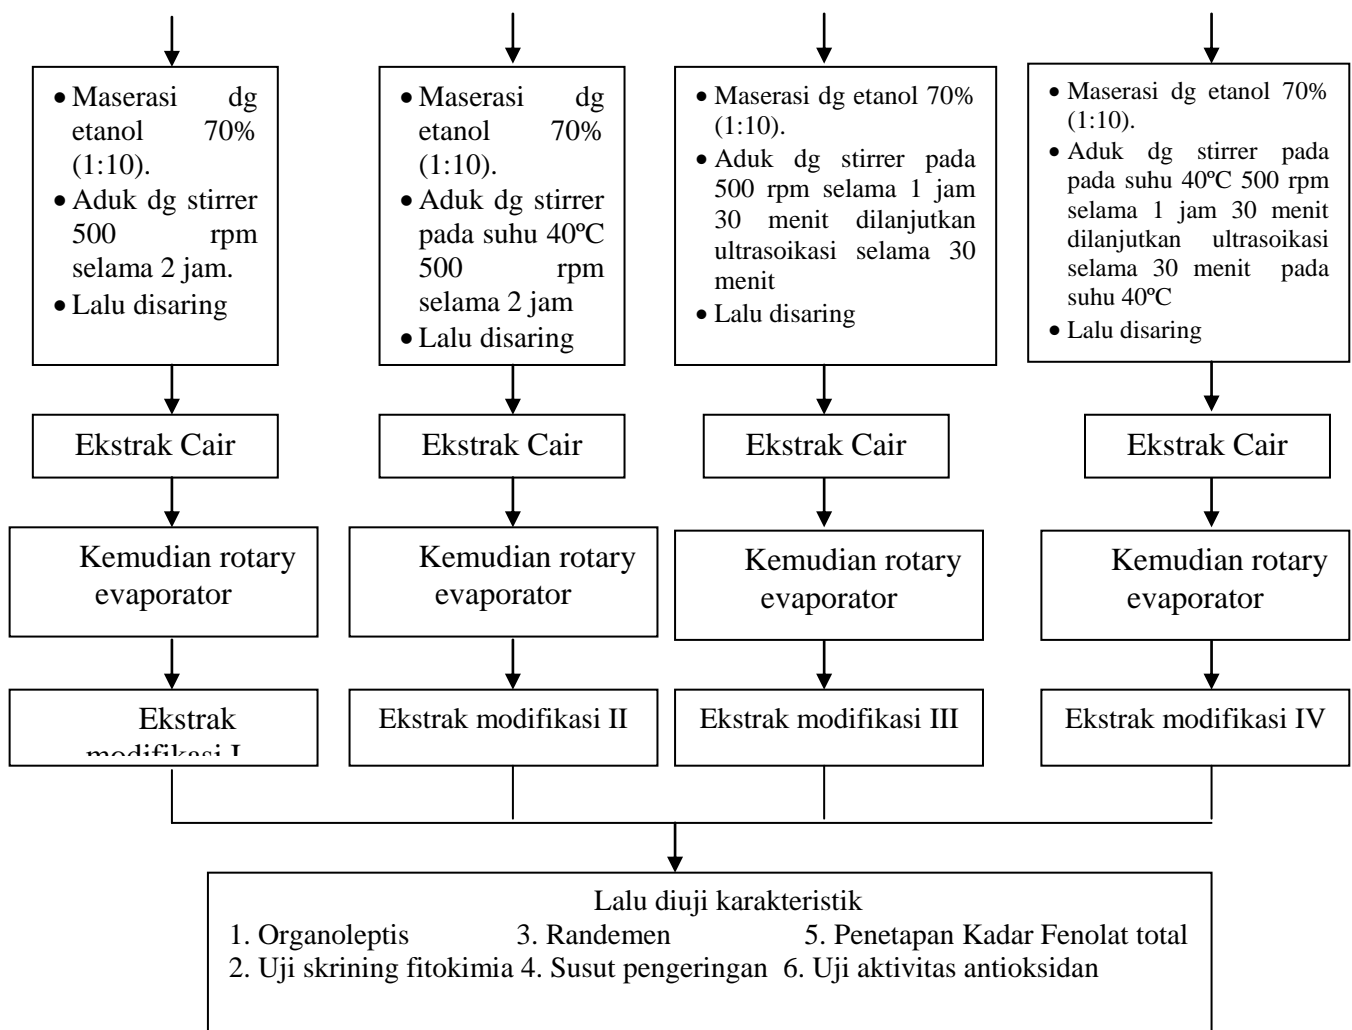 • Maserasi dg
etanol 70%
(1:10).
• Aduk dg stirrer
500 rpm
selama 2 jam.
• Lalu disaring
• Maserasi dg
etanol 70%
(1:10).
• Aduk dg stirrer
pada suhu 40ºC
500 rpm
selama 2 jam
• Lalu disaring
• Maserasi dg etanol 70%
(1:10).
• Aduk dg stirrer pada
500 rpm selama 1 jam
30 menit dilanjutkan
ultrasoikasi selama 30
menit
• Lalu disaring
• Maserasi dg etanol 70%
(1:10).
• Aduk dg stirrer pada
pada suhu 40ºC 500 rpm
selama 1 jam 30 menit
dilanjutkan ultrasoikasi
selama 30 menit pada
suhu 40ºC
• Lalu disaring
Ekstrak Cair
Ekstrak Cair
Ekstrak Cair
Ekstrak Cair
Kemudian rotary
evaporator
Kemudian rotary
evaporator
Kemudian rotary
evaporator
Kemudian rotary
evaporator
Ekstrak
modifikasi I
Ekstrak modifikasi II
Ekstrak modifikasi III
Ekstrak modifikasi IV
Lalu diuji karakteristik
1. Organoleptis 3. Randemen 5. Penetapan Kadar Fenolat total
2. Uji skrining fitokimia 4. Susut pengeringan 6. Uji aktivitas antioksidan